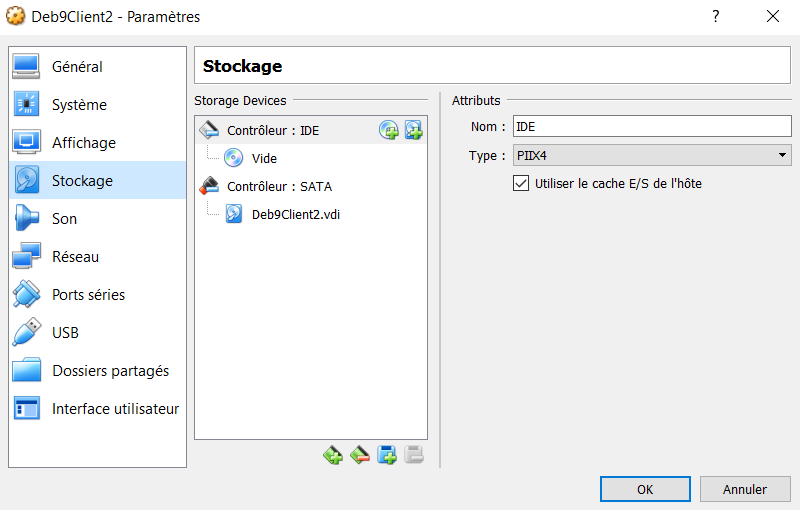 Deb9Client2 - Paramètres
Général
Système
Affichage
Stockage
Son
Réseau
Ports séries
USB
Dossiers partagés
Interface utilisateur
Stockage
Storage Devices
Contrôleur : IDE
Vide
Contrôleur : SATA
Deb9Client2.vdi
Attributs
Nom : IDE
Type : PIIX4
Utiliser le cache E/S de l'hôte
OK
Annuler